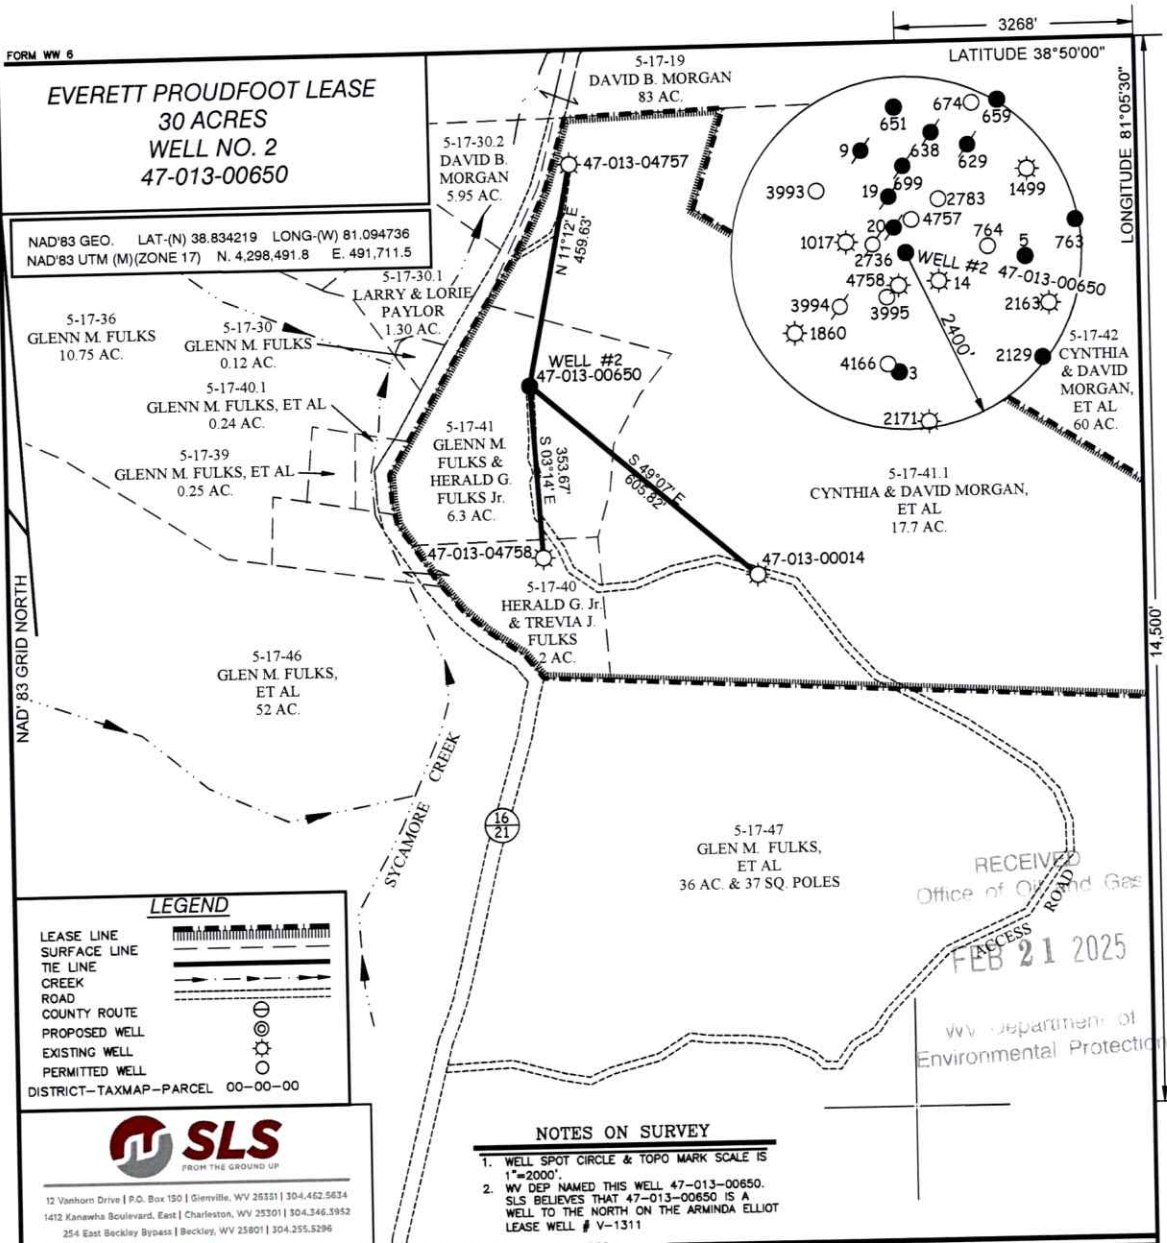 3268'
FORM WW 6
LATITUDE 38°50'00"
LONGITUDE 81°05'30"
EVERETT PROUDFOOT LEASE
30 ACRES
WELL NO. 2
47-013-00650
NAD'83 GEO. LAT-(N) 38.834219 LONG-(W) 81.094736
NAD'83 UTM (M)(ZONE 17) N. 4,298,491.8 E. 491,711.5
5-17-19
DAVID B. MORGAN
83 AC.
5-17-30.2
DAVID B.
MORGAN
5.95 AC.
47-013-04757
N 11°12' E
459.63'
651
674
659
9
638
629
699
1499
3993
19
2783
20
4757
764
763
1017
2736
5
WELL #2
47-013-00650
4758
14
2163
3994
3995
1860
2400'
2129
4166
3
2171
5-17-42
CYNTHIA
& DAVID
MORGAN,
ET AL
60 AC.
5-17-30.1
LARRY & LORIE
PAYLOR
1.30 AC.
5-17-36
GLENN M. FULKS
10.75 AC.
5-17-30
GLENN M. FULKS
0.12 AC.
5-17-40.1
GLENN M. FULKS, ET AL
0.24 AC.
5-17-39
GLENN M. FULKS, ET AL
0.25 AC.
WELL #2
47-013-00650
5-17-41
GLENN M.
FULKS &
HERALD G.
FULKS Jr.
6.3 AC.
353.67'
S 03°14' E
S 49°07' E
605.82'
5-17-41.1
CYNTHIA & DAVID MORGAN,
ET AL
17.7 AC.
47-013-04758
47-013-00014
5-17-40
HERALD G. Jr.
& TREVIA J.
FULKS
2 AC.
NAD' 83 GRID NORTH
14,500'
5-17-46
GLEN M. FULKS,
ET AL
52 AC.
SYCAMORE CREEK
16
21
5-17-47
GLEN M. FULKS,
ET AL
36 AC. & 37 SQ. POLES
RECEIVED
Office of Oil and Gas
FEB 21 2025
WV Department of
Environmental Protection
ACCESS ROAD
LEGEND
LEASE LINE
SURFACE LINE
TIE LINE
CREEK
ROAD
COUNTY ROUTE
PROPOSED WELL
EXISTING WELL
PERMITTED WELL
DISTRICT-TAXMAP-PARCEL 00-00-00
SLS
FROM THE GROUND UP
12 Vanhorn Drive | P.O. Box 150 | Glenville, WV 26351 | 304.462.5634
1412 Kanawha Boulevard, East | Charleston, WV 25301 | 304.346.3952
254 East Beckley Bypass | Beckley, WV 25801 | 304.255.5296
NOTES ON SURVEY
1. WELL SPOT CIRCLE & TOPO MARK SCALE IS
1"=2000'.
2. WV DEP NAMED THIS WELL 47-013-00650.
SLS BELIEVES THAT 47-013-00650 IS A
WELL TO THE NORTH ON THE ARMINDA ELLIOT
LEASE WELL # V-1311